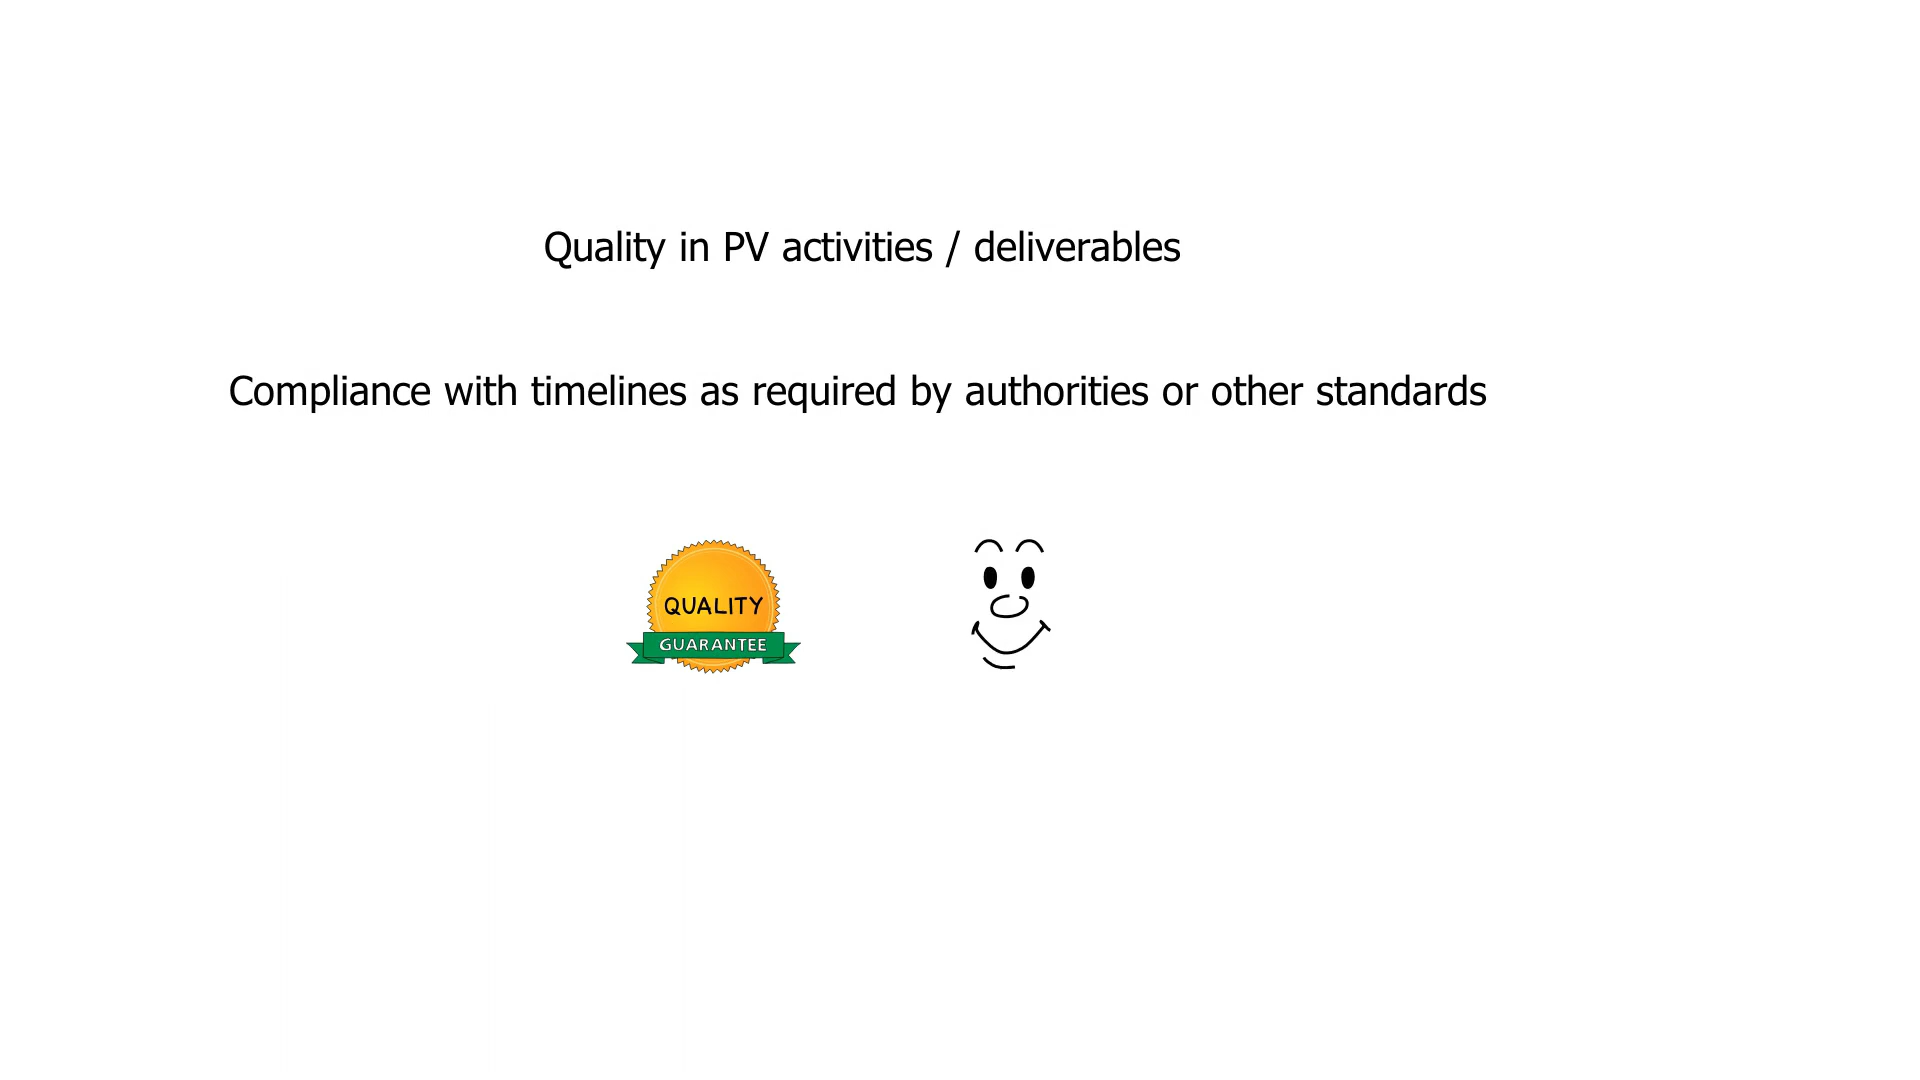 Quality in PV activities / deliverables
Compliance with timelines as required by authorities or other standards
QUALITY
GUARANTEE